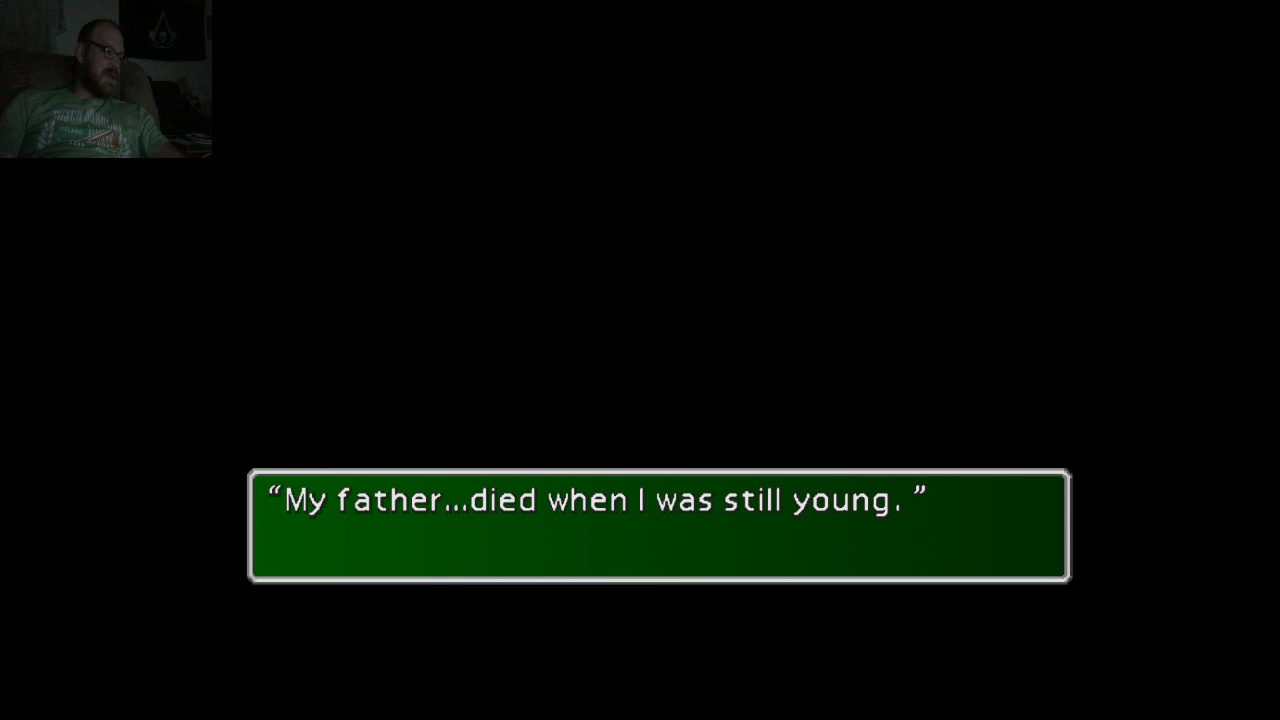 “My father...died when I was still young. ”